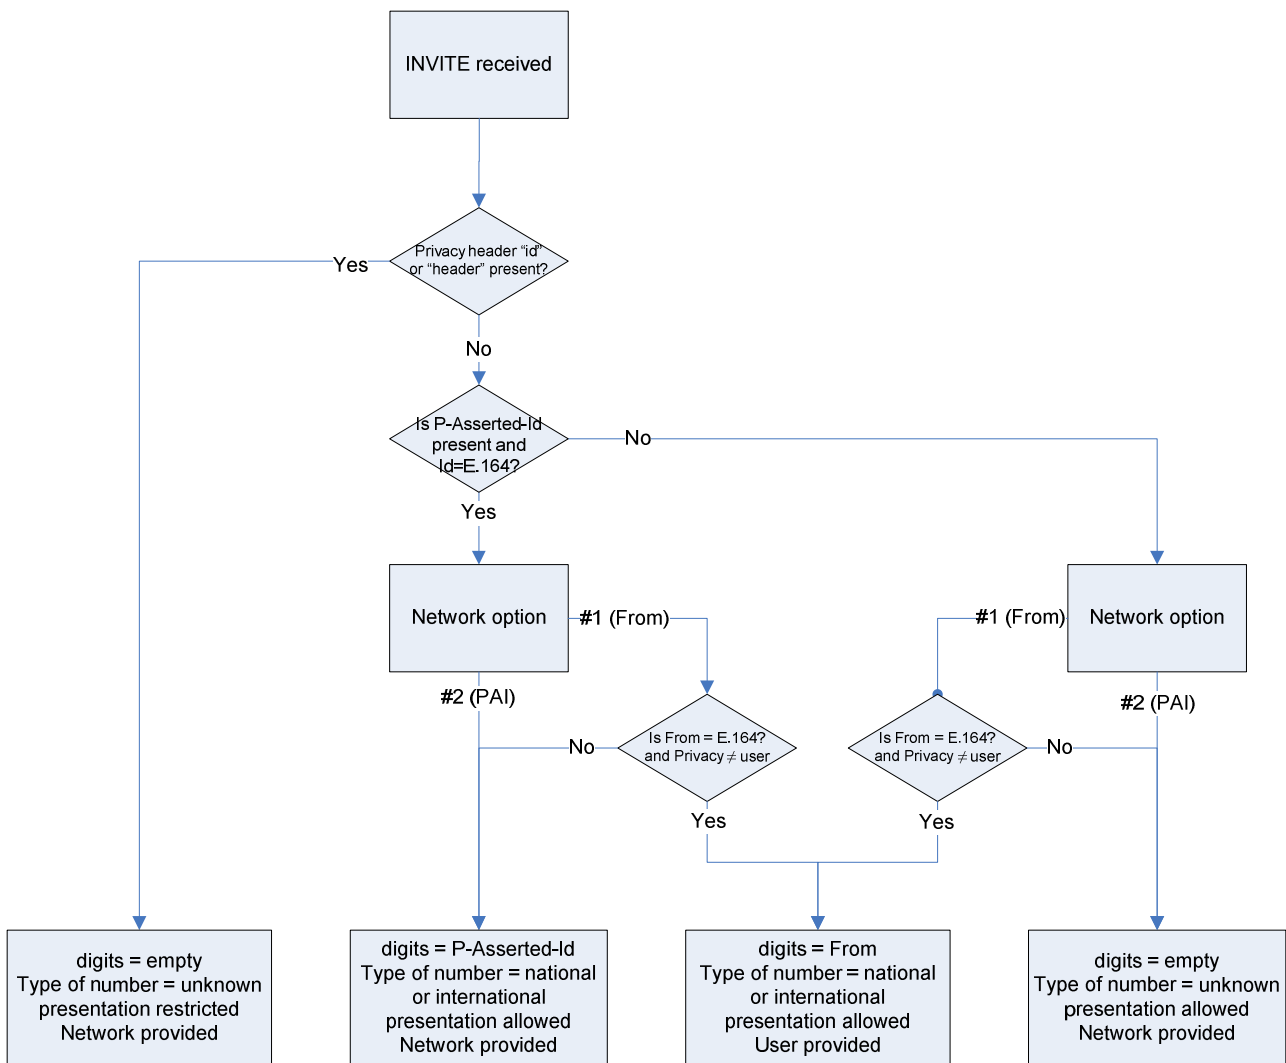 INVITE received
Privacy header “id”
or “header” present?
Yes
No
Is P-Asserted-Id
present and
Id=E.164?
No
Yes
Network option
#1 (From)
#1 (From)
Network option
#2 (PAI)
#2 (PAI)
Is From = E.164?
and Privacy ≠ user
Is From = E.164?
and Privacy ≠ user
No
No
Yes
Yes
digits = empty
Type of number = unknown
presentation restricted
Network provided
digits = P-Asserted-Id
Type of number = national
or international
presentation allowed
Network provided
digits = From
Type of number = national
or international
presentation allowed
User provided
digits = empty
Type of number = unknown
presentation allowed
Network provided